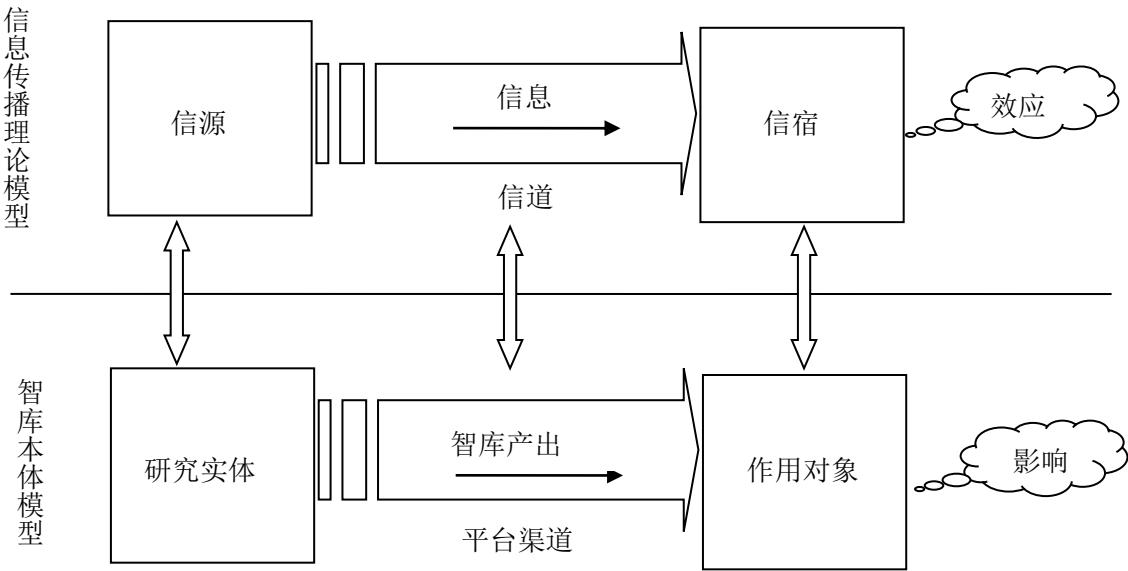 信息传播理论模型
信源
信息
信道
信宿
效应
智库本体模型
研究实体
智库产出
平台渠道
作用对象
影响